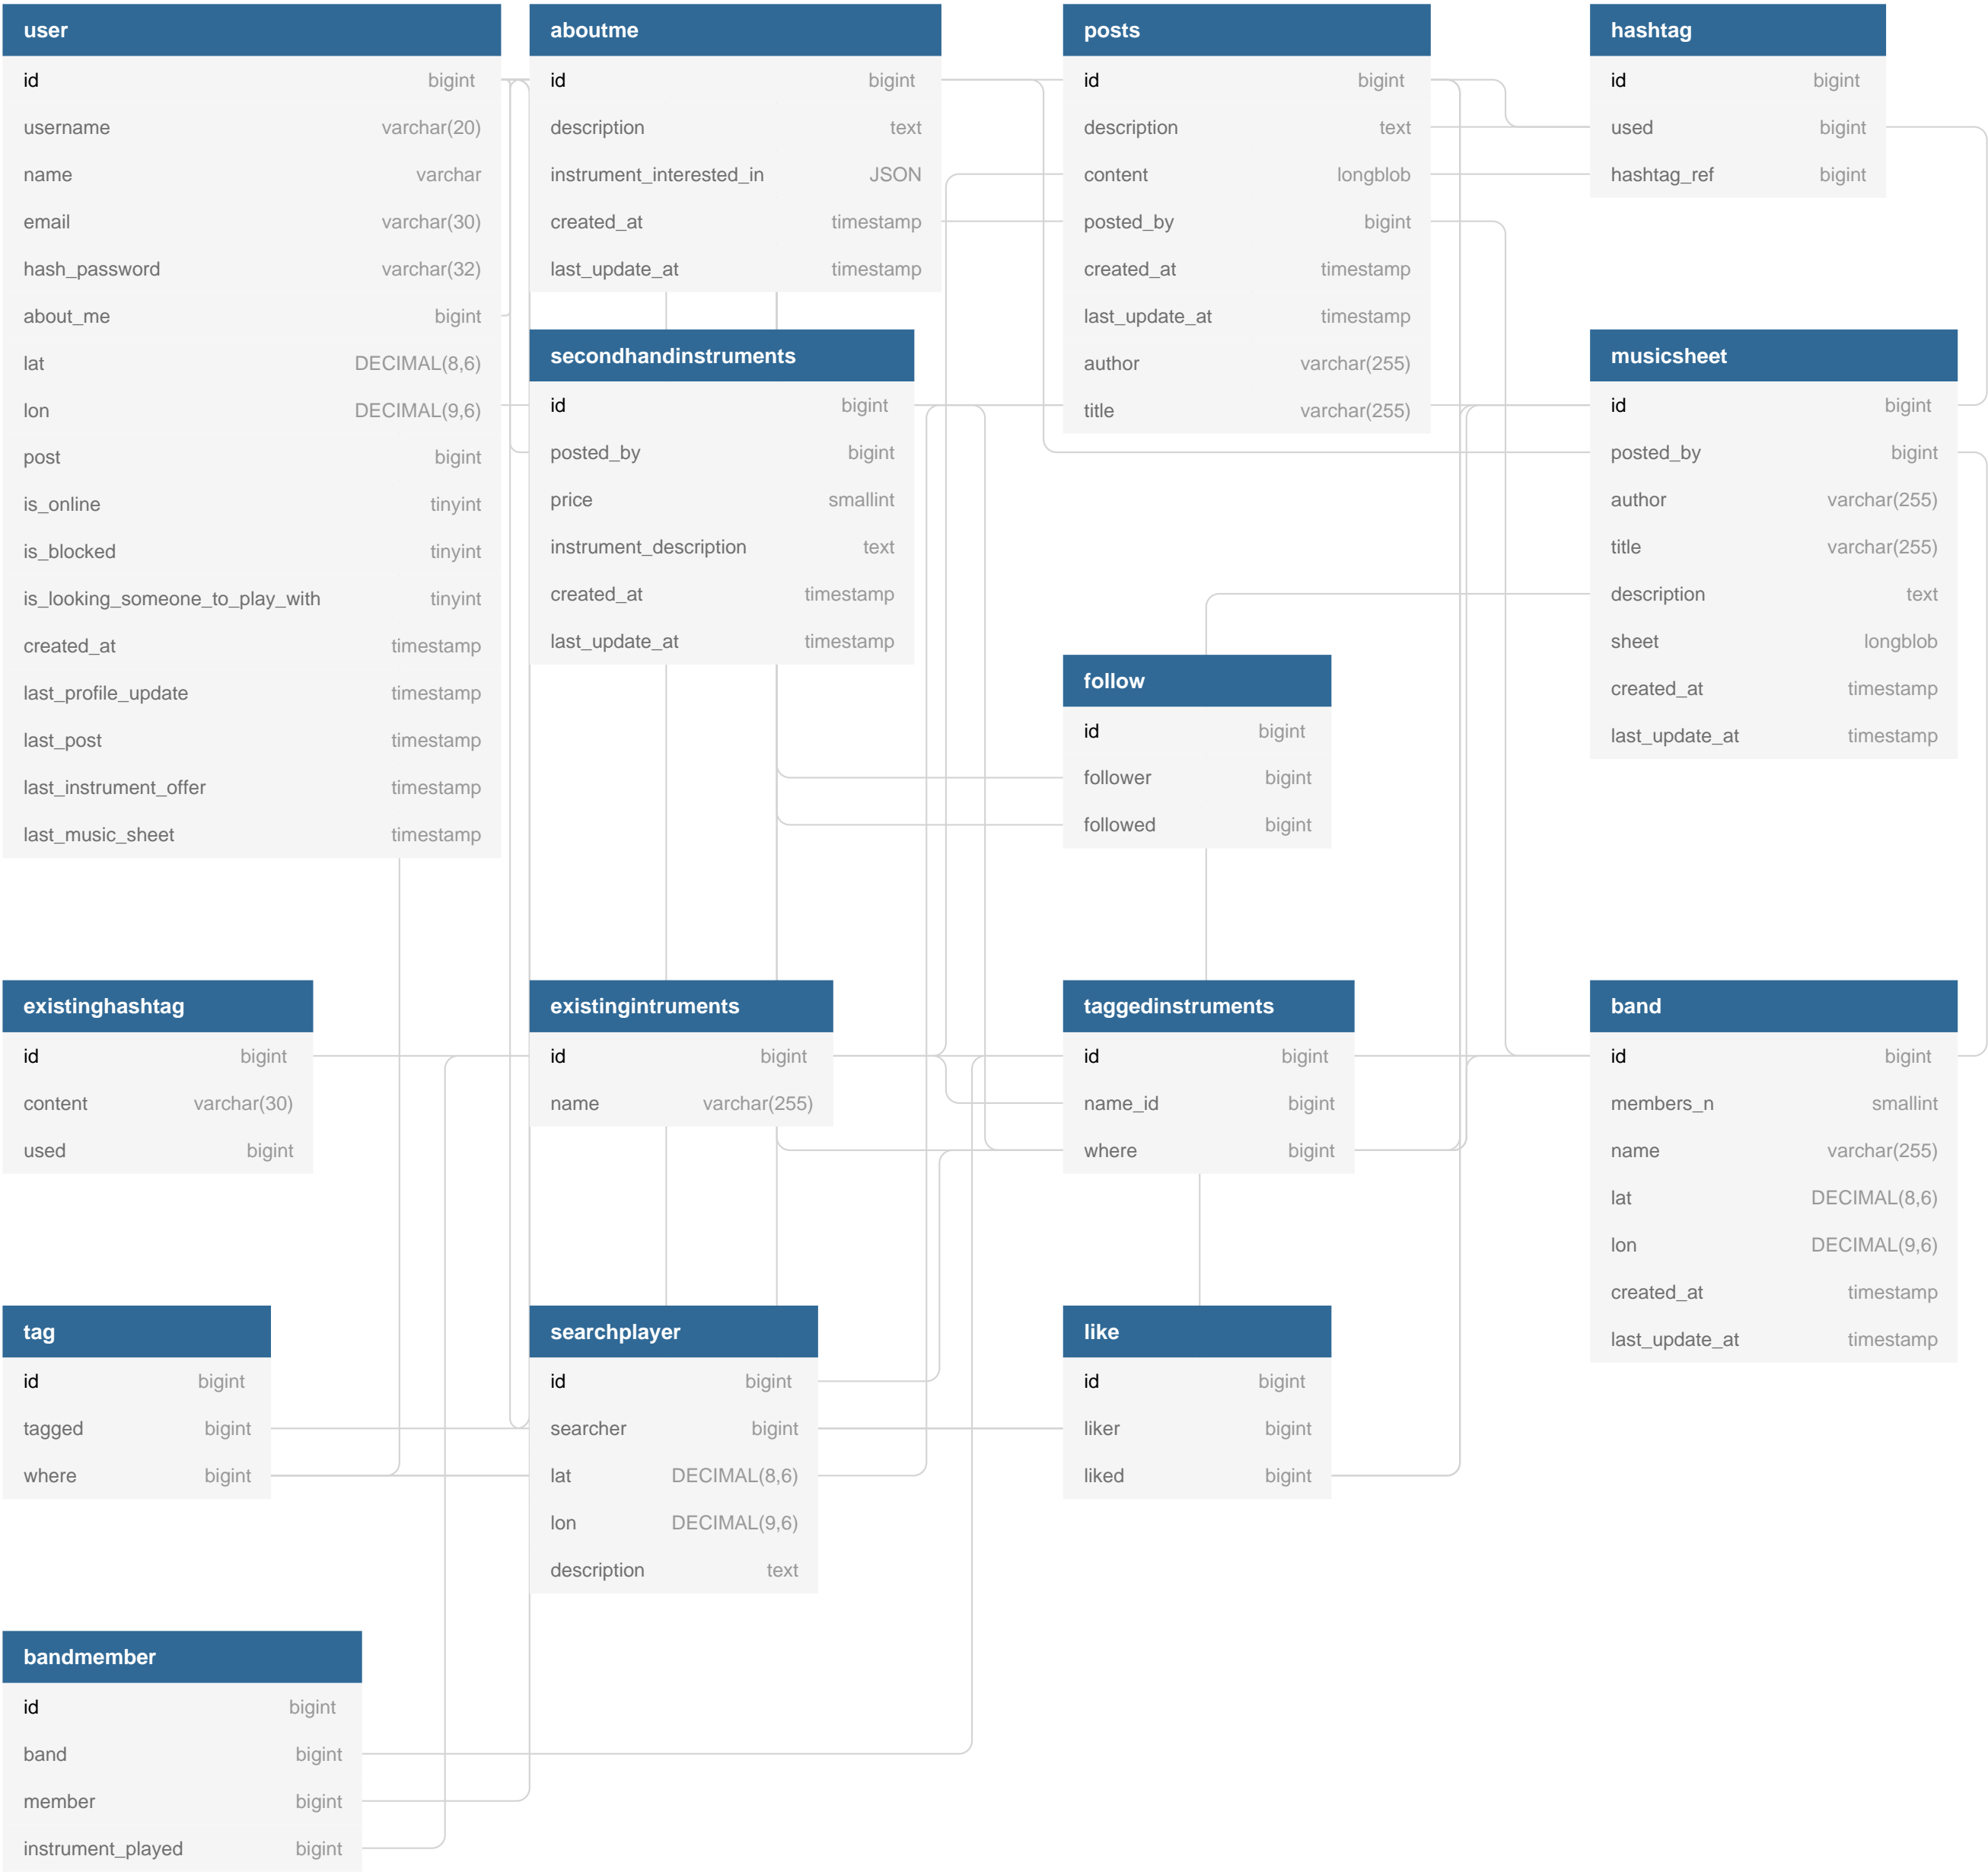 user
id bigint
username varchar(20)
name varchar
email varchar(30)
hash_password varchar(32)
about_me bigint
lat DECIMAL(8,6)
lon DECIMAL(9,6)
post bigint
is_online tinyint
is_blocked tinyint
is_looking_someone_to_play_with tinyint
created_at timestamp
last_profile_update timestamp
last_post timestamp
last_instrument_offer timestamp
last_music_sheet timestamp
aboutme
id bigint
description text
instrument_interested_in JSON
created_at timestamp
last_update_at timestamp
posts
id bigint
description text
content longblob
posted_by bigint
created_at timestamp
last_update_at timestamp
author varchar(255)
title varchar(255)
hashtag
id bigint
used bigint
hashtag_ref bigint
secondhandinstruments
id bigint
posted_by bigint
price smallint
instrument_description text
created_at timestamp
last_update_at timestamp
musicsheet
id bigint
posted_by bigint
author varchar(255)
title varchar(255)
description text
sheet longblob
created_at timestamp
last_update_at timestamp
follow
id bigint
follower bigint
followed bigint
existinghashtag
id bigint
content varchar(30)
used bigint
existingintruments
id bigint
name varchar(255)
taggedinstruments
id bigint
name_id bigint
where bigint
band
id bigint
members_n smallint
name varchar(255)
lat DECIMAL(8,6)
lon DECIMAL(9,6)
created_at timestamp
last_update_at timestamp
tag
id bigint
tagged bigint
where bigint
searchplayer
id bigint
searcher bigint
lat DECIMAL(8,6)
lon DECIMAL(9,6)
description text
like
id bigint
liker bigint
liked bigint
bandmember
id bigint
band bigint
member bigint
instrument_played bigint